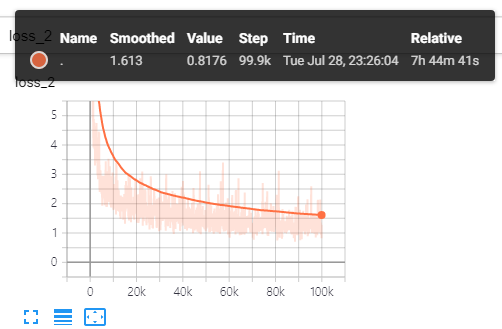 loss_2
Name Smoothed Value Step Time Relative
. 1.613 0.8176 99.9k Tue Jul 28, 23:26:04 7h 44m 41s
loss_2
5
4
3
2
1
0
0 20k 40k 60k 80k 100k